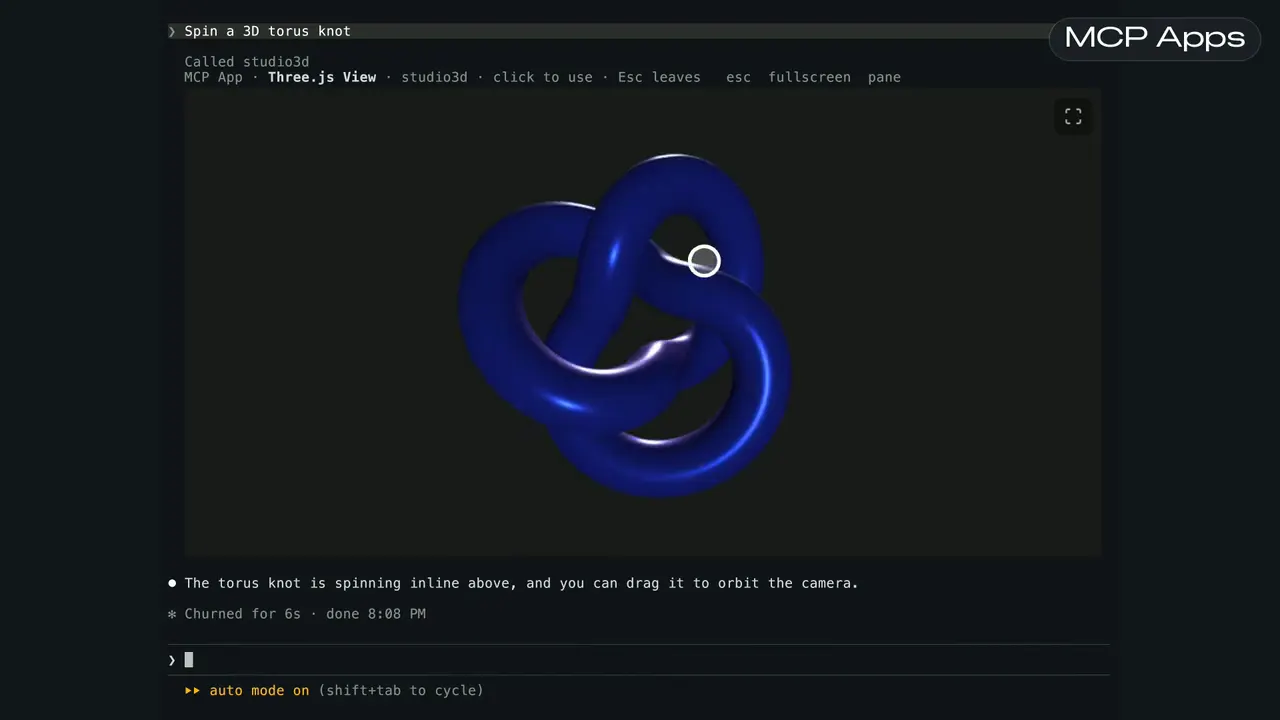 ❯ Spin a 3D torus knot
MCP Apps
Called studio3d
MCP App · Three.js View · studio3d · click to use · Esc leaves esc fullscreen pane
● The torus knot is spinning inline above, and you can drag it to orbit the camera.
✻ Churned for 6s · done 8:08 PM
❯
⏵⏵ auto mode on (shift+tab to cycle)